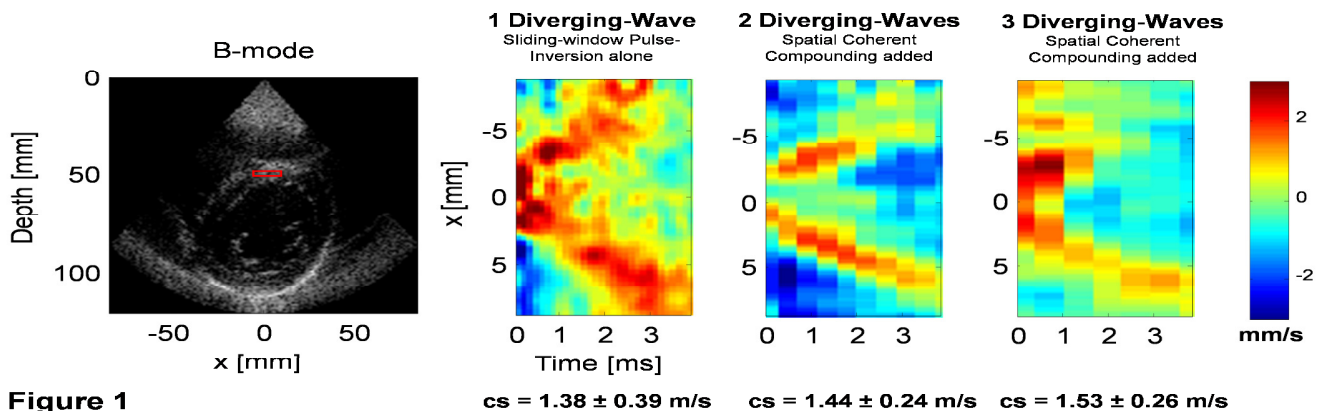 1 Diverging-Wave
Sliding-window Pulse-
Inversion alone
2 Diverging-Waves
Spatial Coherent
Compounding added
3 Diverging-Waves
Spatial Coherent
Compounding added
B-mode
0
50
100
Depth [mm]
-50
0
50
x [mm]
-5
0
5
x [mm]
0
1
2
3
Time [ms]
-5
0
5
0
1
2
3
-5
0
5
0
1
2
3
2
0
-2
mm/s
Figure 1
cs = 1.38 ± 0.39 m/s
cs = 1.44 ± 0.24 m/s
cs = 1.53 ± 0.26 m/s